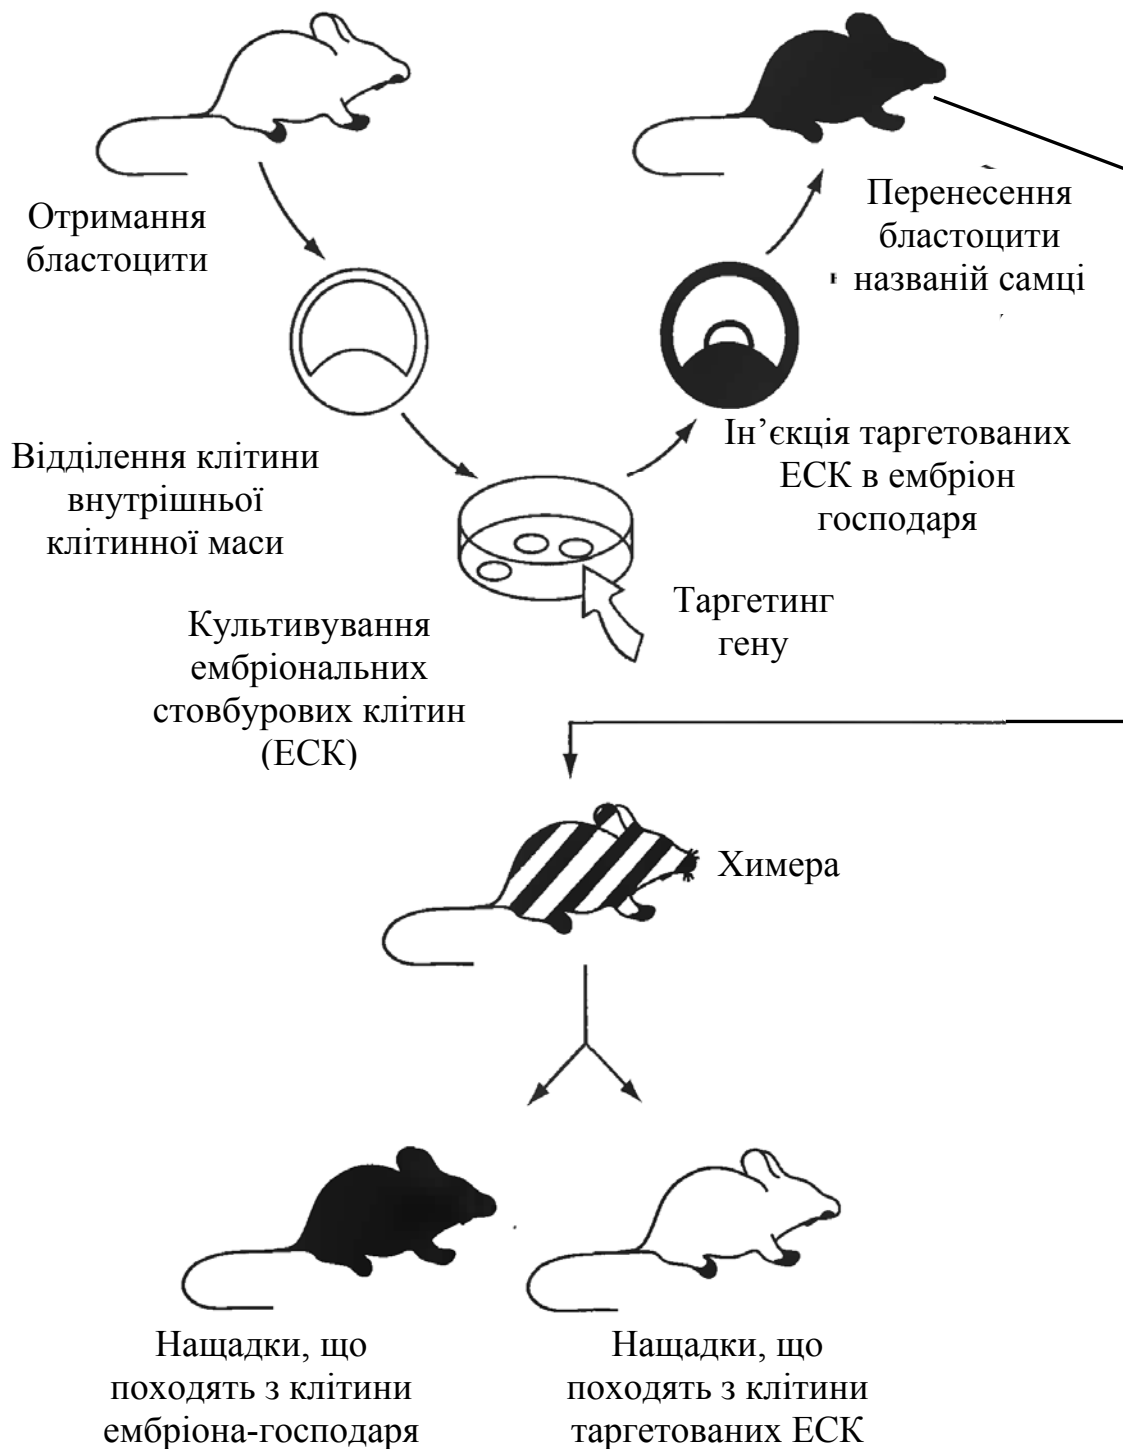 Отримання
бластоцити
Перенесення
бластоцити
названій самці
Відділення клітини
внутрішньої
клітинної маси
Ін’єкція таргетованих
ЕСК в ембріон
господаря
Таргетинг
гену
Культивування
ембріональних
стовбурових клітин
(ЕСК)
Химера
Нащадки, що
походять з клітини
ембріона-господаря
Нащадки, що
походять з клітини
таргетованих ЕСК